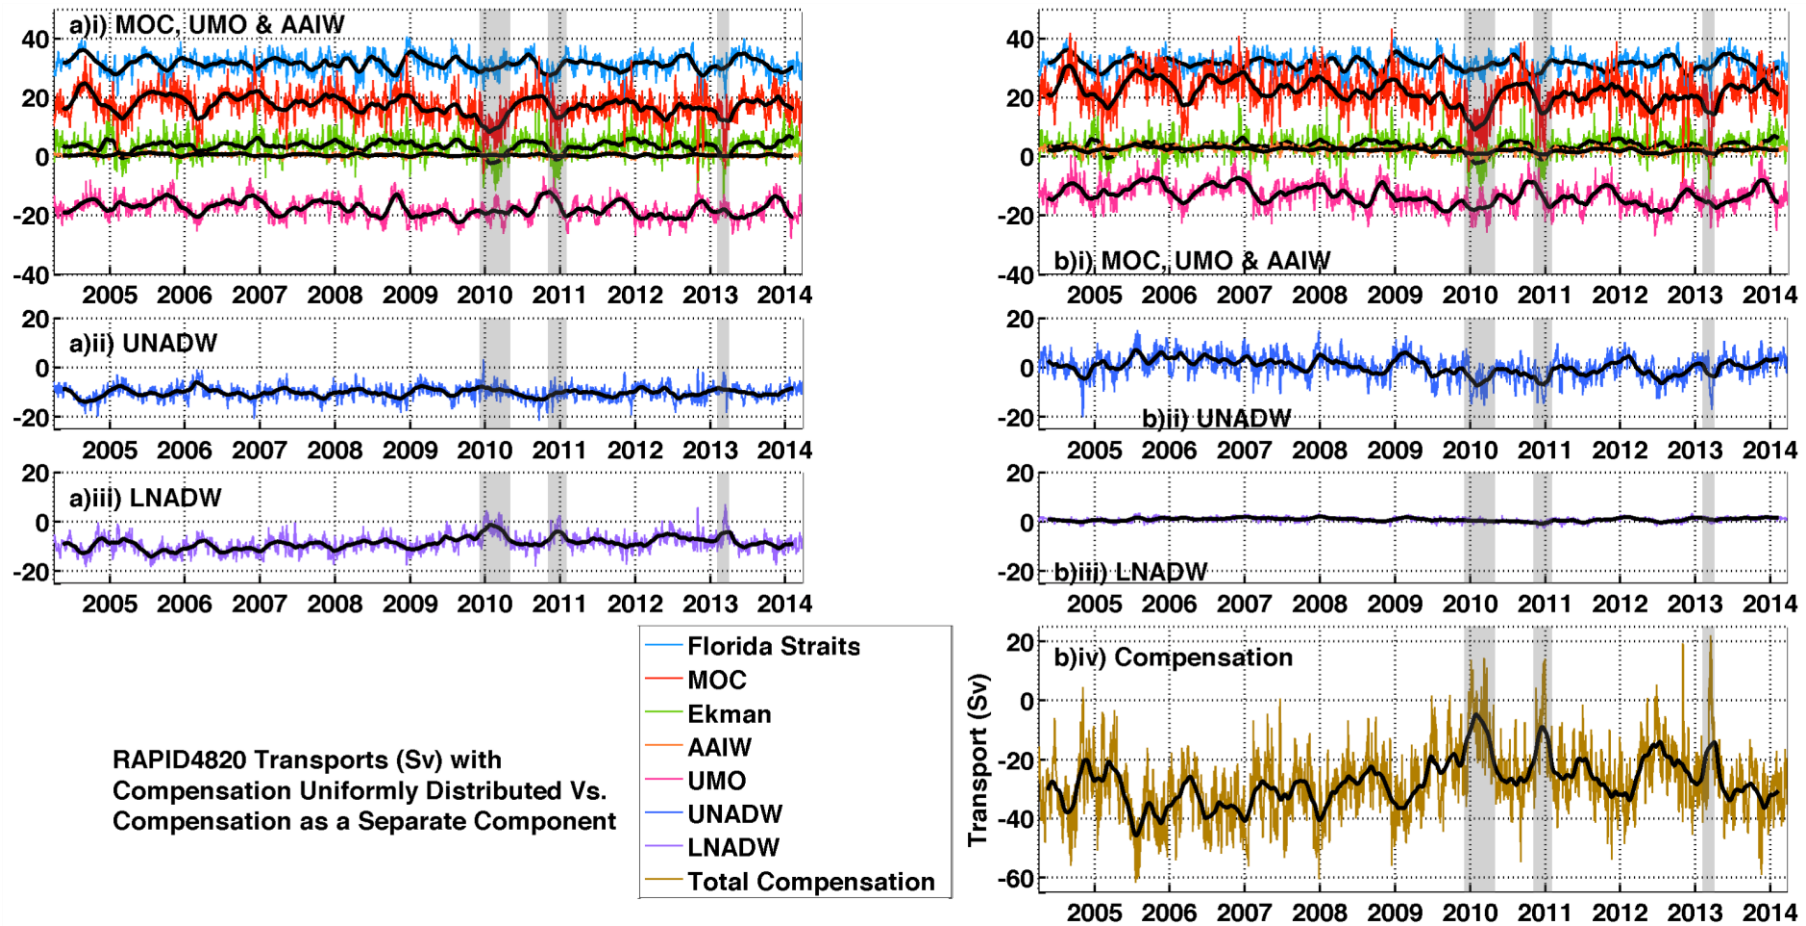 a)i) MOC, UMO & AAIW
40
20
0
-20
-40
2005 2006 2007 2008 2009 2010 2011 2012 2013 2014
20
a)ii) UNADW
0
-20
2005 2006 2007 2008 2009 2010 2011 2012 2013 2014
20
a)iii) LNADW
0
-20
2005 2006 2007 2008 2009 2010 2011 2012 2013 2014
RAPID4820 Transports (Sv) with
Compensation Uniformly Distributed Vs.
Compensation as a Separate Component
Florida Straits
MOC
Ekman
AAIW
UMO
UNADW
LNADW
Total Compensation
40
20
0
-20
-40
b)i) MOC, UMO & AAIW
2005 2006 2007 2008 2009 2010 2011 2012 2013 2014
20
0
-20
b)ii) UNADW
2005 2006 2007 2008 2009 2010 2011 2012 2013 2014
20
0
-20
b)iii) LNADW
2005 2006 2007 2008 2009 2010 2011 2012 2013 2014
20
b)iv) Compensation
0
-20
-40
-60
Transport (Sv)
2005 2006 2007 2008 2009 2010 2011 2012 2013 2014